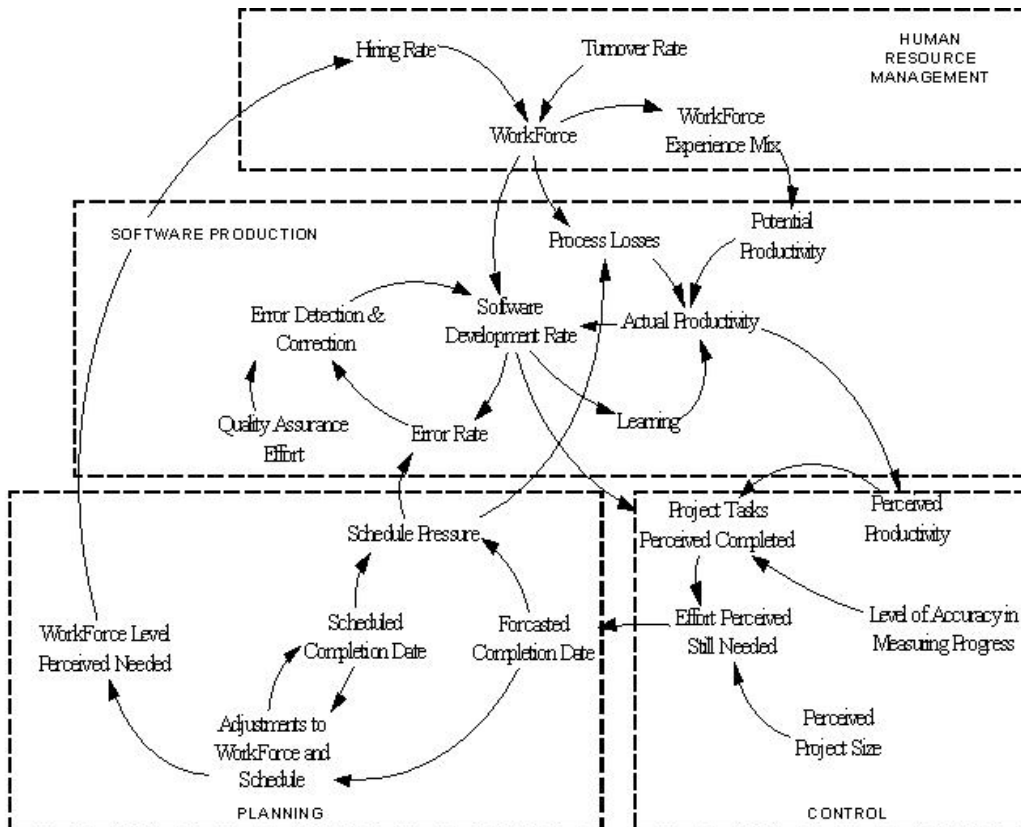 HUMAN
RESOURCE
MANAGEMENT
Hiring Rate
Turnover Rate
WorkForce
WorkForce
Experience Mix
SOFTWARE PRODUCTION
Potential
Productivity
Process Losses
Error Detection &
Correction
Software
Development Rate
Actual Productivity
Quality Assurance
Effort
Error Rate
Learning
Schedule Pressure
Project Tasks
Perceived Completed
Perceived
Productivity
WorkForce Level
Perceived Needed
Scheduled
Completion Date
Forcasted
Completion Date
Effort Perceived
Still Needed
Level of Accuracy in
Measuring Progress
Adjustments to
WorkForce and
Schedule
Perceived
Project Size
PLANNING
CONTROL